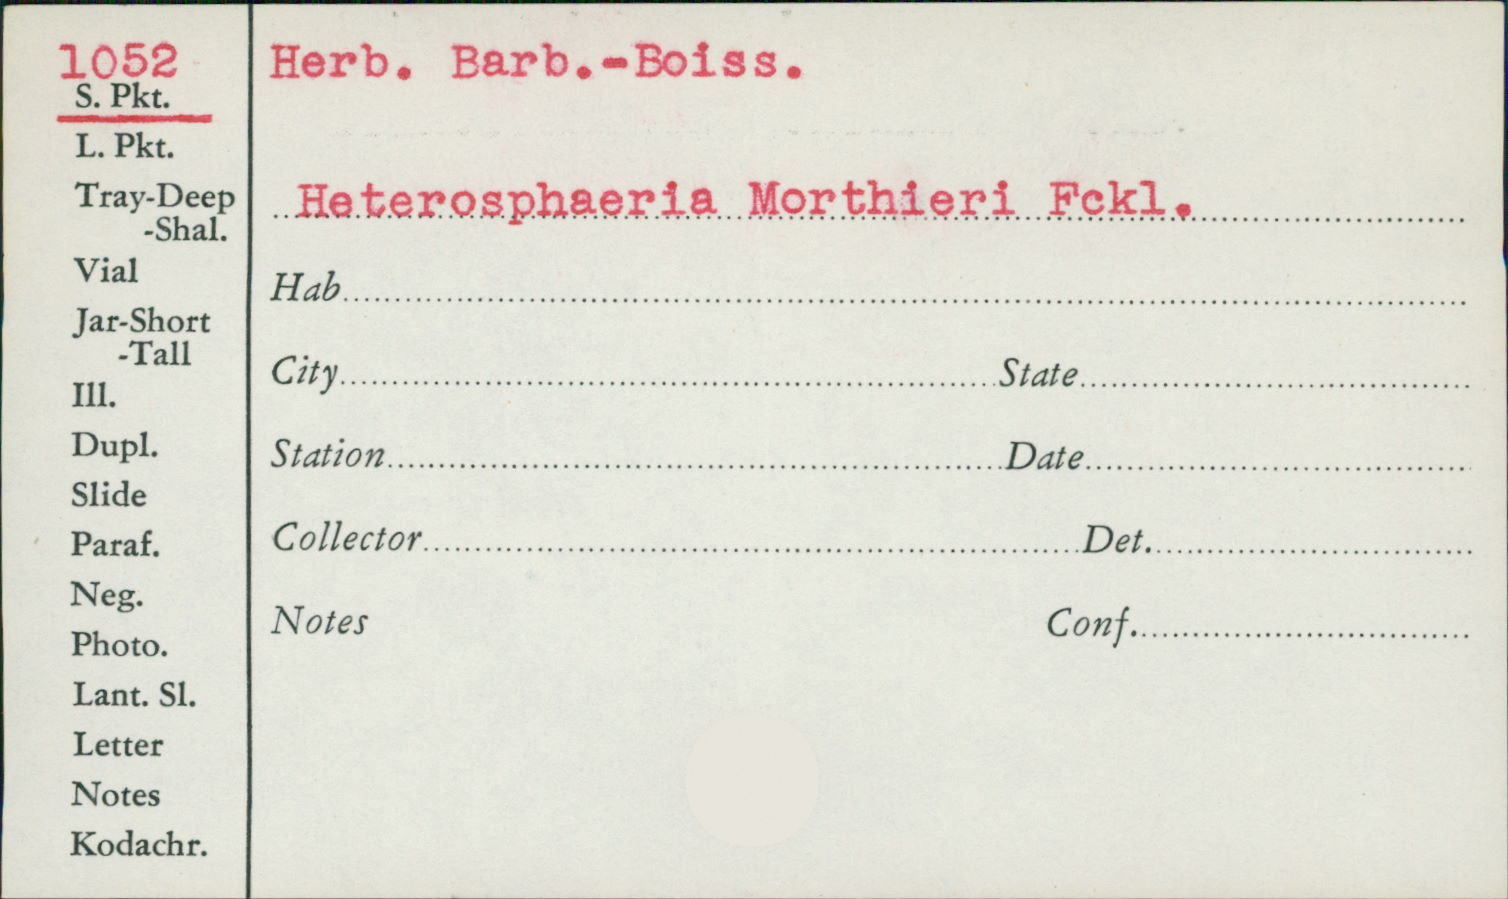 1052
S. Pkt.
L. Pkt.
Tray-Deep
-Shal.
Vial
Jar-Short
-Tall
Ill.
Dupl.
Slide
Paraf.
Neg.
Photo.
Lant. Sl.
Letter
Notes
Kodachr.
Herb. Barb.-Boiss.
Heterosphaeria Morthieri Fckl.
Hab
City State
Station Date
Collector Det.
Notes Conf.